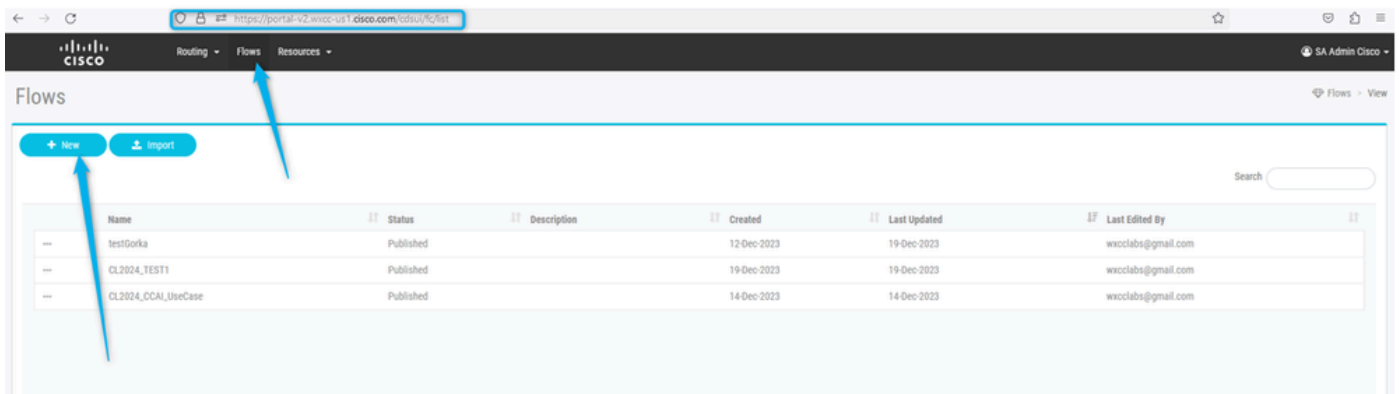 https://portal-v2.wxcc-us1.cisco.com/cdsui/fc/list
CISCO Routing Flows Resources SA Admin Cisco
Flows Flows > View
+ New Import
Search
Name Status Description Created Last Updated Last Edited By
··· testGorka Published 12-Dec-2023 19-Dec-2023 wxcclabs@gmail.com
··· CL2024_TEST1 Published 19-Dec-2023 19-Dec-2023 wxcclabs@gmail.com
··· CL2024_CCAI_UseCase Published 14-Dec-2023 14-Dec-2023 wxcclabs@gmail.com